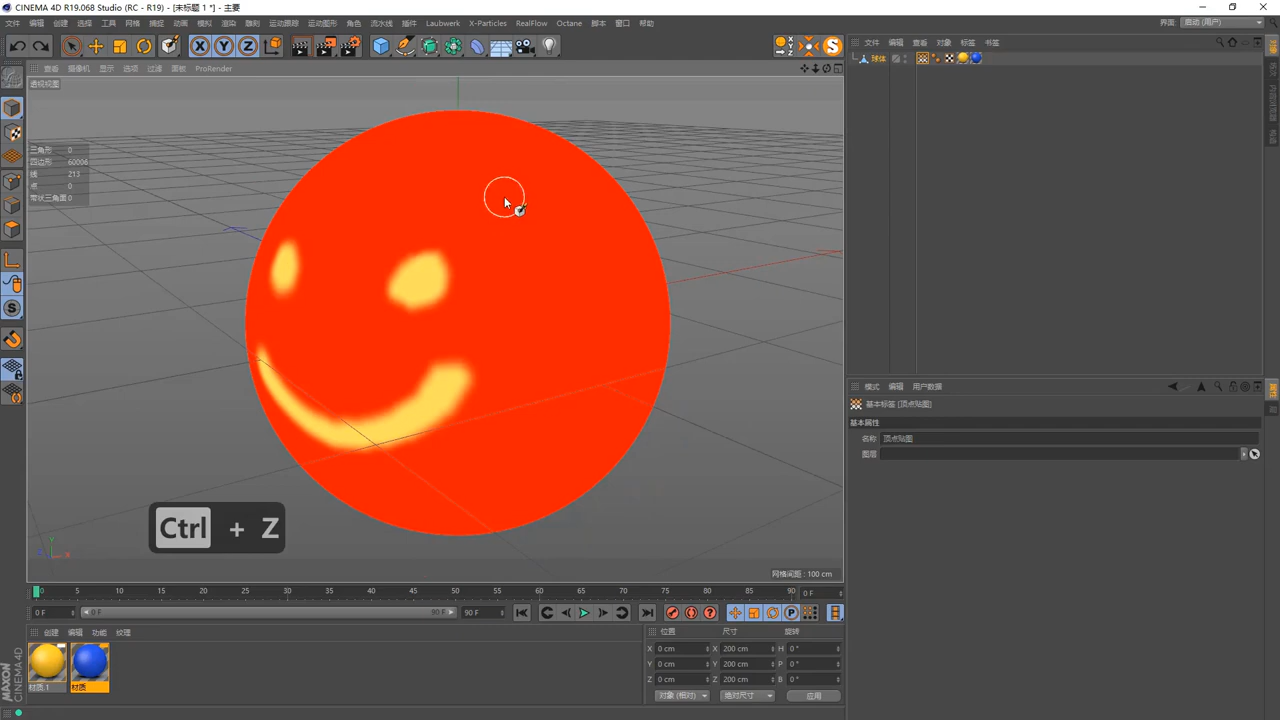 CINEMA 4D R19.068 Studio (RC - R19) - [未标题 1 *] - 主要
文件 编辑 创建 选择 工具 网格 捕捉 动画 模拟 渲染 雕刻 运动跟踪 运动图形 角色 流水线 插件 Laubwerk X-Particles RealFlow Octane 脚本 窗口 帮助
界面: 启动 (用户)
X Y Z
文件 编辑 查看 对象 标签 书签
查看 摄像机 显示 选项 过滤 面板 ProRender
球体
透视视图
三角形 0
四边形 60006
线 213
点 0
带状三角面 0
模式 编辑 用户数据
基本标签 [顶点贴图]
基本属性
名称 顶点贴图
图层
Ctrl + Z
Y
Z X
网格间距 : 100 cm
0 5 10 15 20 25 30 35 40 45 50 55 60 65 70 75 80 85 90 0 F
0 F 0 F 90 F 90 F
创建 编辑 功能 纹理
位置 尺寸 旋转
X 0 cm X 200 cm H 0 °
Y 0 cm Y 200 cm P 0 °
Z 0 cm Z 200 cm B 0 °
对象 (相对) 绝对尺寸 应用
材质.1 材质
MAXON CINEMA 4D